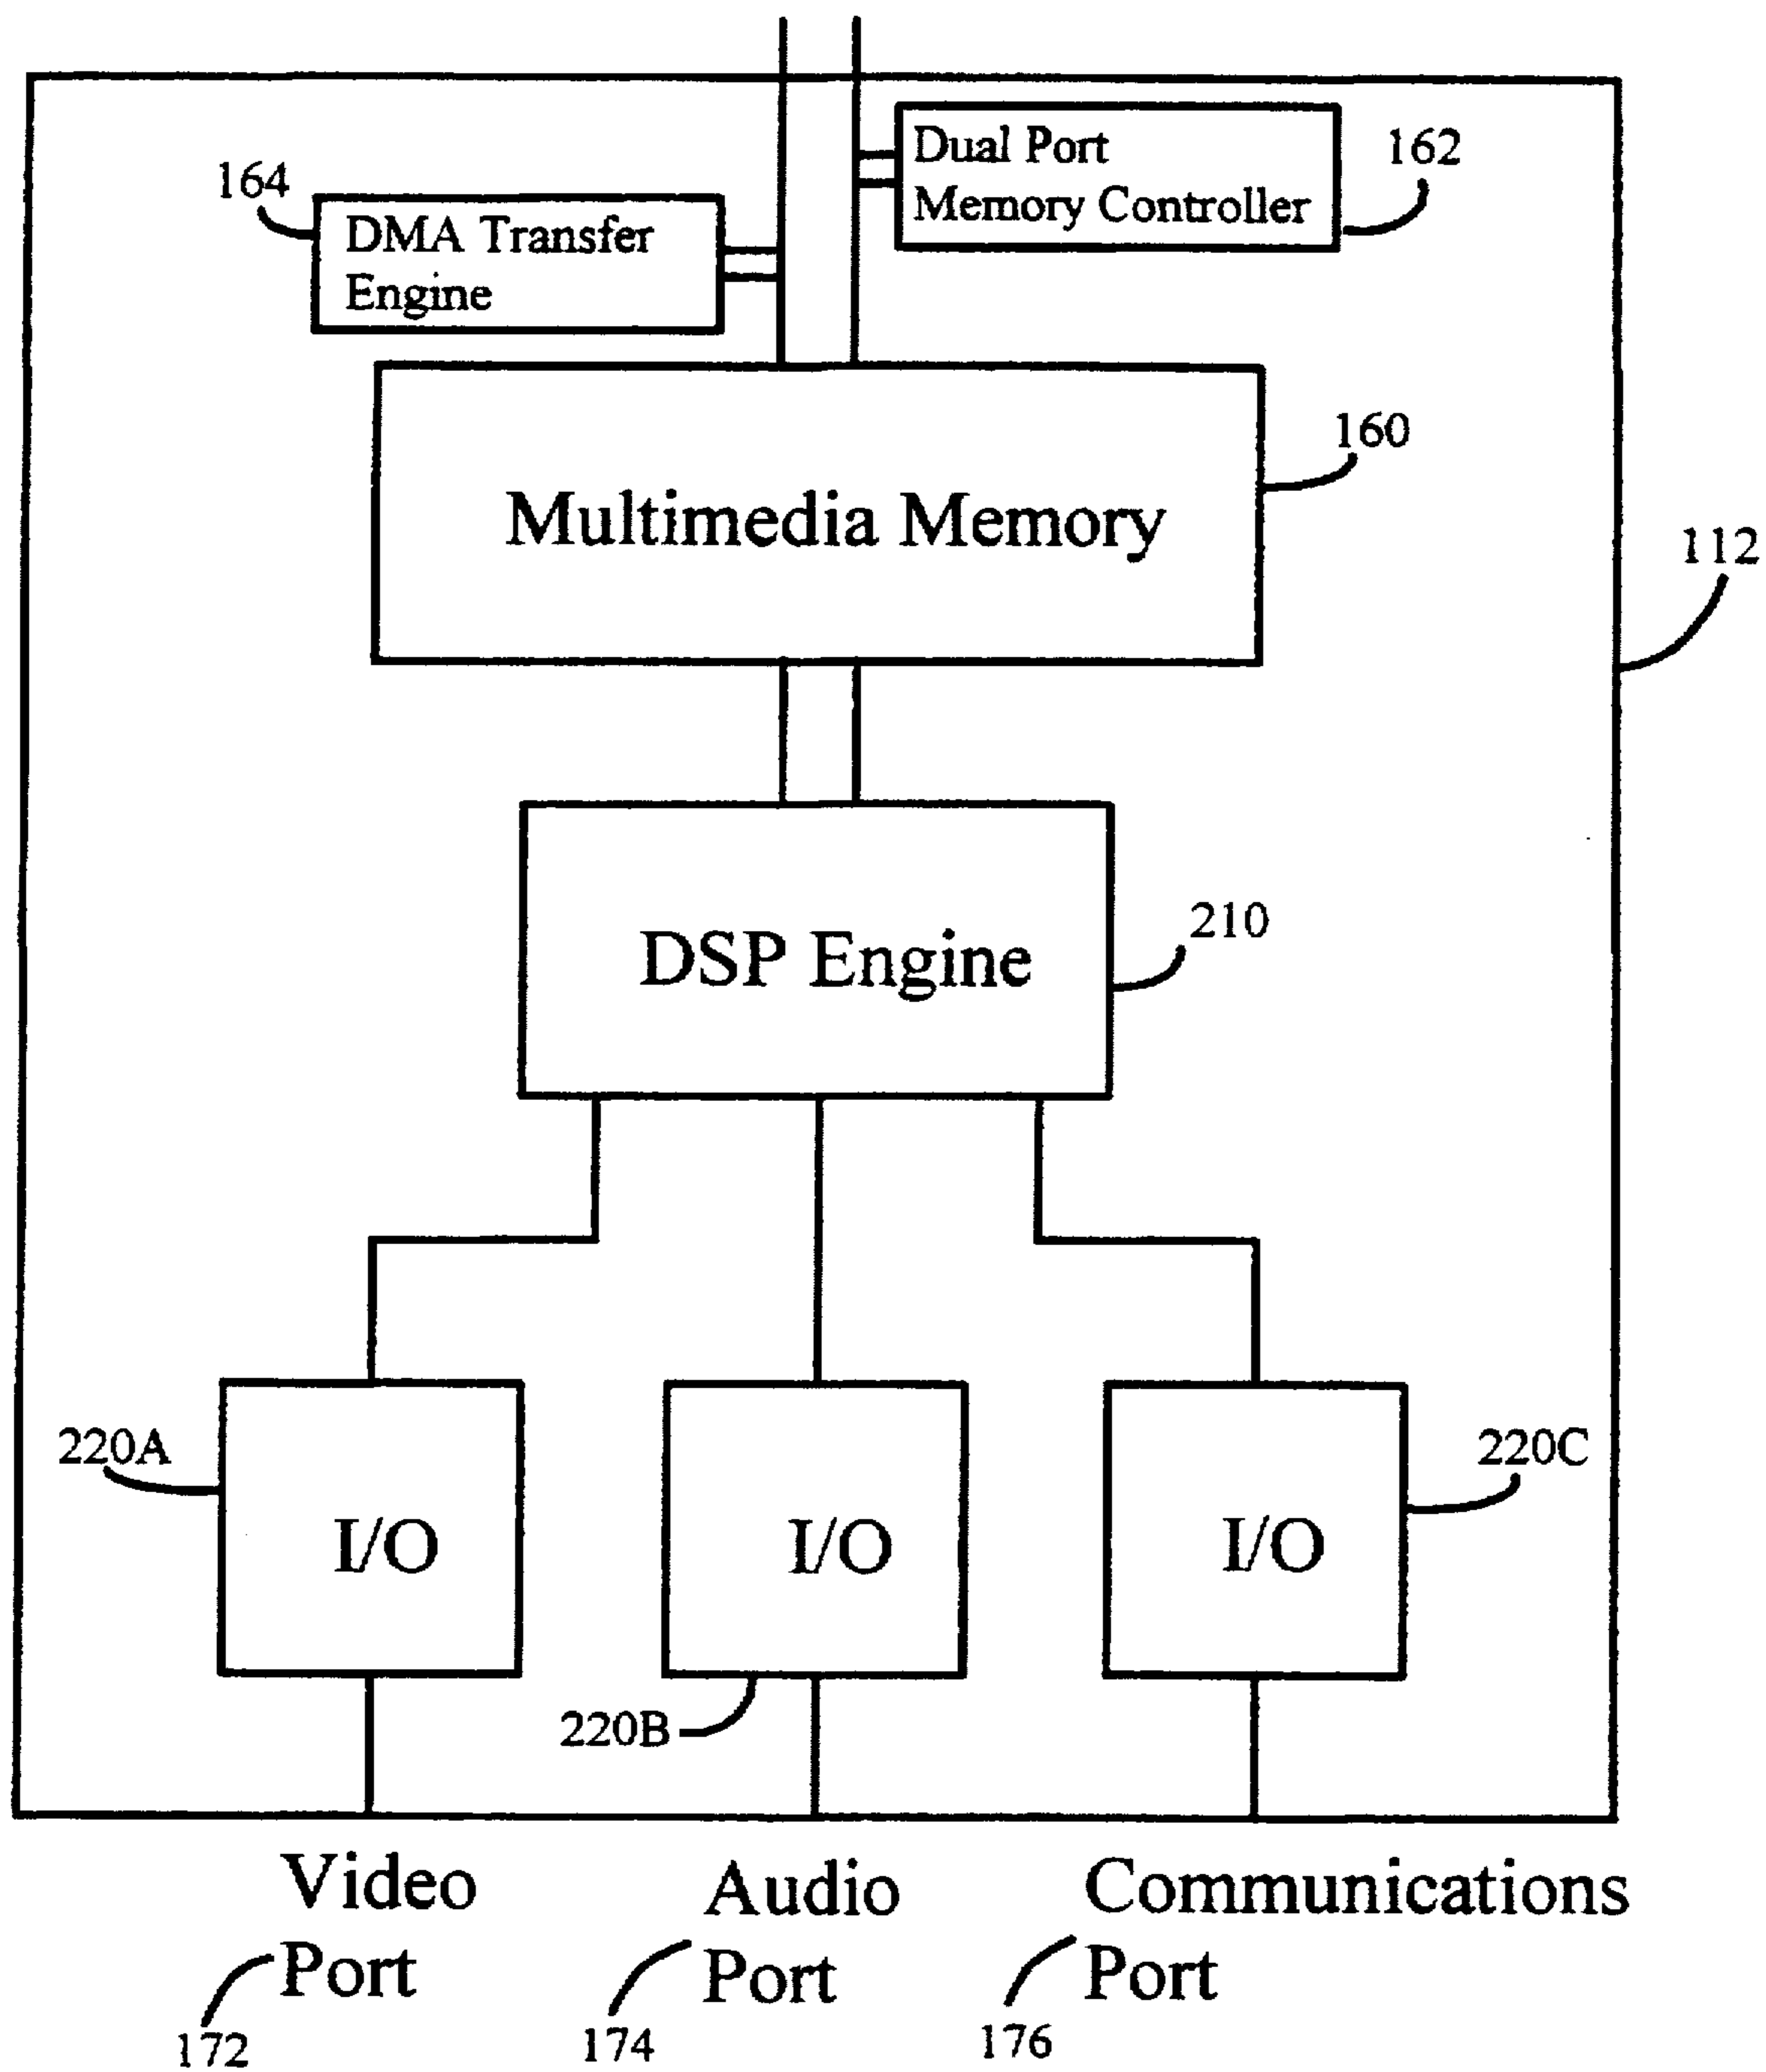 Dual Port
Memory Controller
162
164
DMA Transfer
Engine
160
Multimedia Memory
112
210
DSP Engine
220A
I/O
I/O
I/O
220C
220B
Video
Port
172
Audio
Port
174
Communications
Port
176